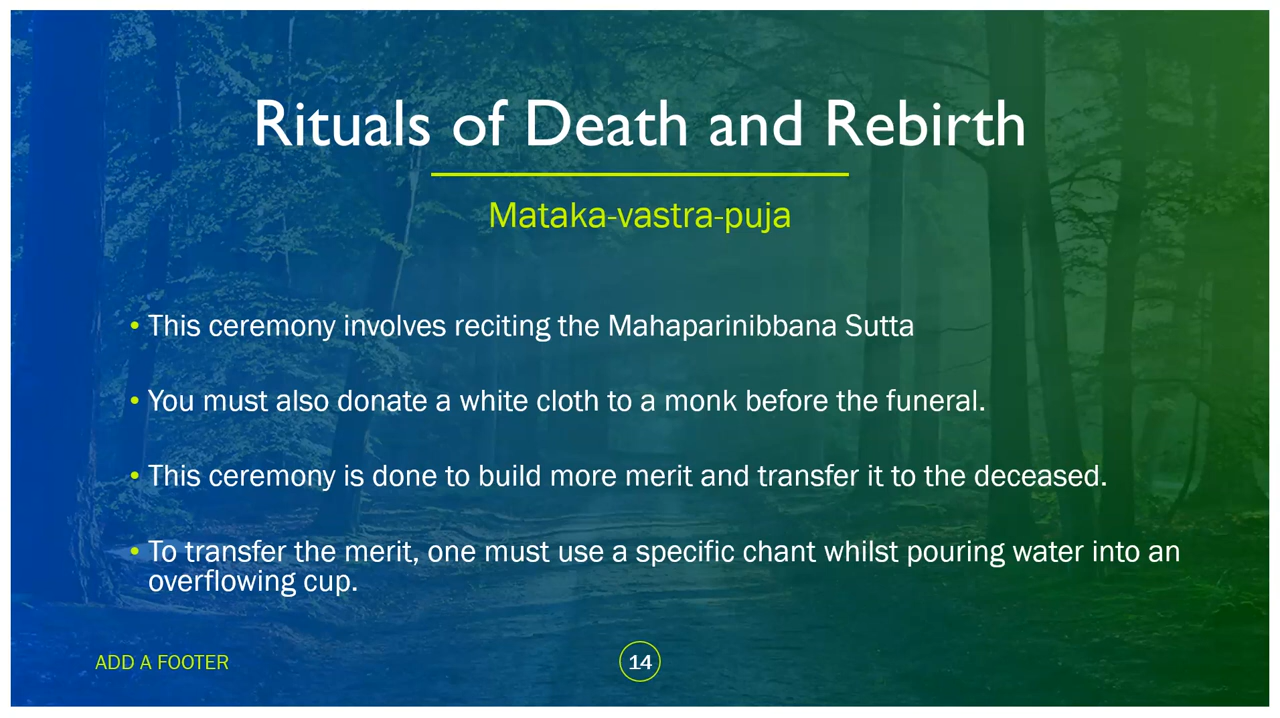 Rituals of Death and Rebirth
Mataka-vastra-puja
• This ceremony involves reciting the Mahaparinibbana Sutta
• You must also donate a white cloth to a monk before the funeral.
• This ceremony is done to build more merit and transfer it to the deceased.
• To transfer the merit, one must use a specific chant whilst pouring water into an
overflowing cup.
ADD A FOOTER
14